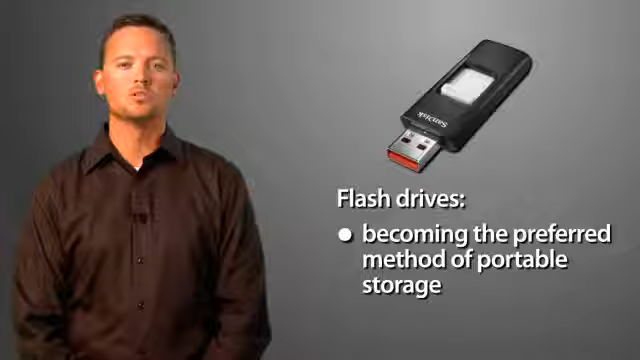 SanDisk
Flash drives:
● becoming the preferred
method of portable
storage